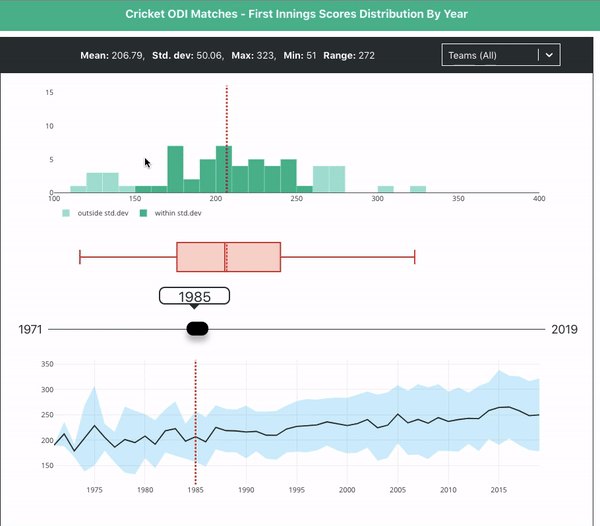 Cricket ODI Matches - First Innings Scores Distribution By Year
Mean: 206.79, Std. dev: 50.06, Max: 323, Min: 51 Range: 272
Teams (All)
15
10
5
0
100 150 200 250 300 350 400
outside std.dev within std.dev
1985
1971 2019
350
300
250
200
150
1975 1980 1985 1990 1995 2000 2005 2010 2015